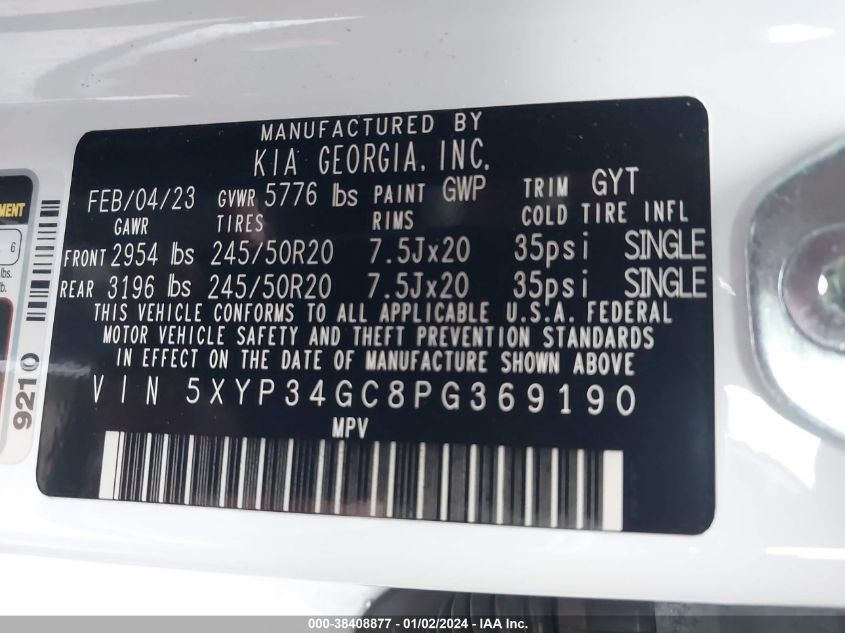 MANUFACTURED BY
KIA GEORGIA, INC.
FEB/04/23 GVWR 5776 lbs PAINT GWP TRIM GYT
GAWR TIRES RIMS COLD TIRE INFL
FRONT 2954 lbs 245/50R20 7.5Jx20 35psi SINGLE
REAR 3196 lbs 245/50R20 7.5Jx20 35psi SINGLE
THIS VEHICLE CONFORMS TO ALL APPLICABLE U.S.A. FEDERAL
MOTOR VEHICLE SAFETY AND THEFT PREVENTION STANDARDS
IN EFFECT ON THE DATE OF MANUFACTURE SHOWN ABOVE
VIN 5XYP34GC8PG369190
MPV
6
lbs.
9210
000-38408877 - 01/02/2024 - IAA Inc.